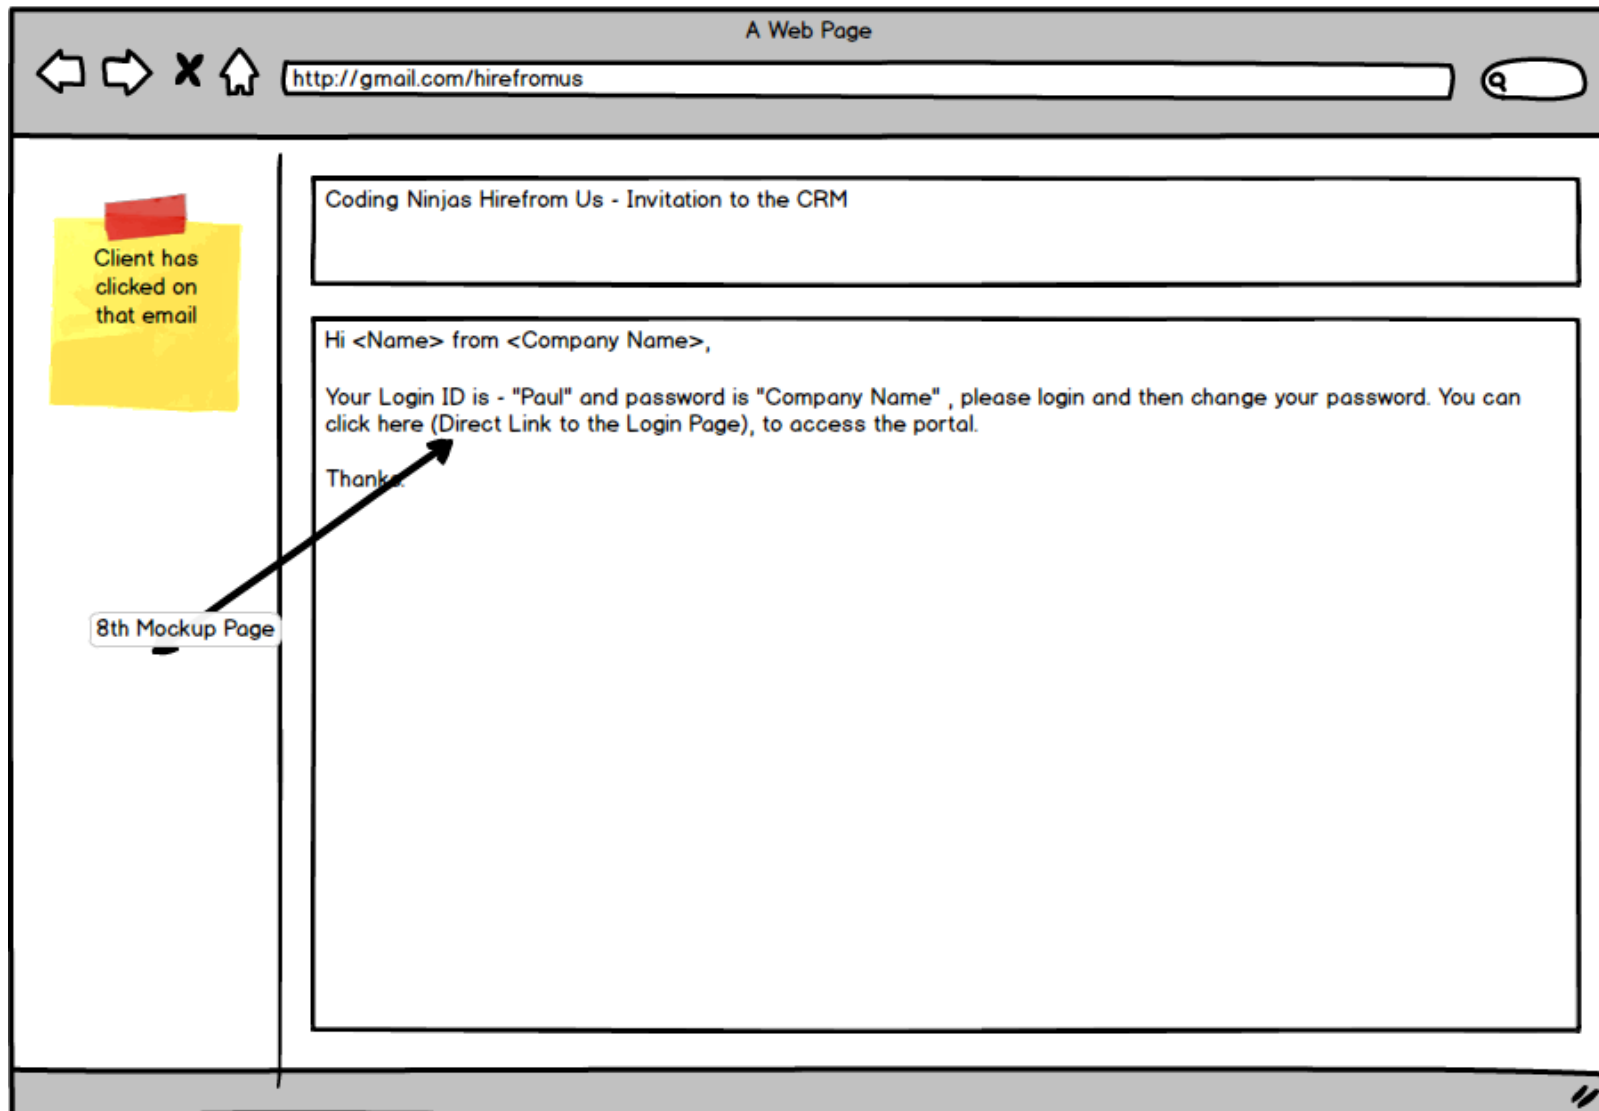 A Web Page
http://gmail.com/hirefromus
Client has
clicked on
that email
Coding Ninjas Hirefrom Us - Invitation to the CRM
Hi <Name> from <Company Name>,
Your Login ID is - "Paul" and password is "Company Name" , please login and then change your password. You can
click here (Direct Link to the Login Page), to access the portal.
Thanks.
8th Mockup Page